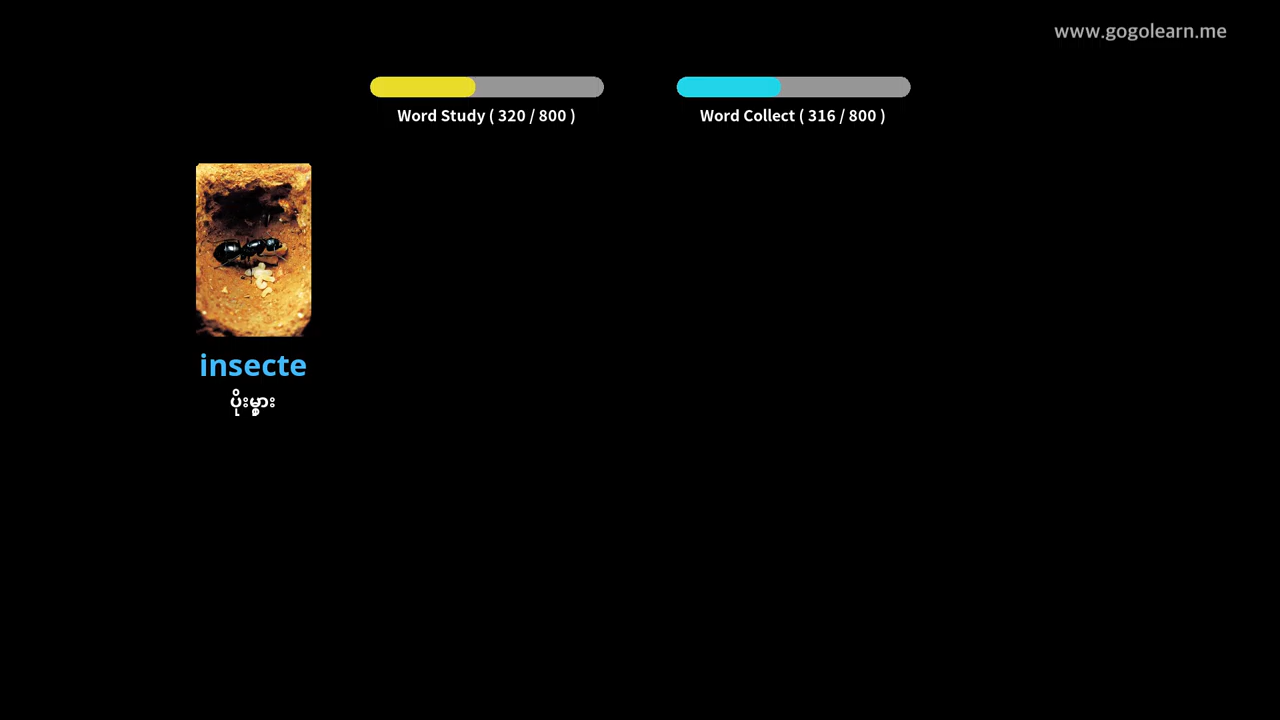 www.gogolearn.me
Word Study ( 320 / 800 )
Word Collect ( 316 / 800 )
insecte
ပိုးမွှား